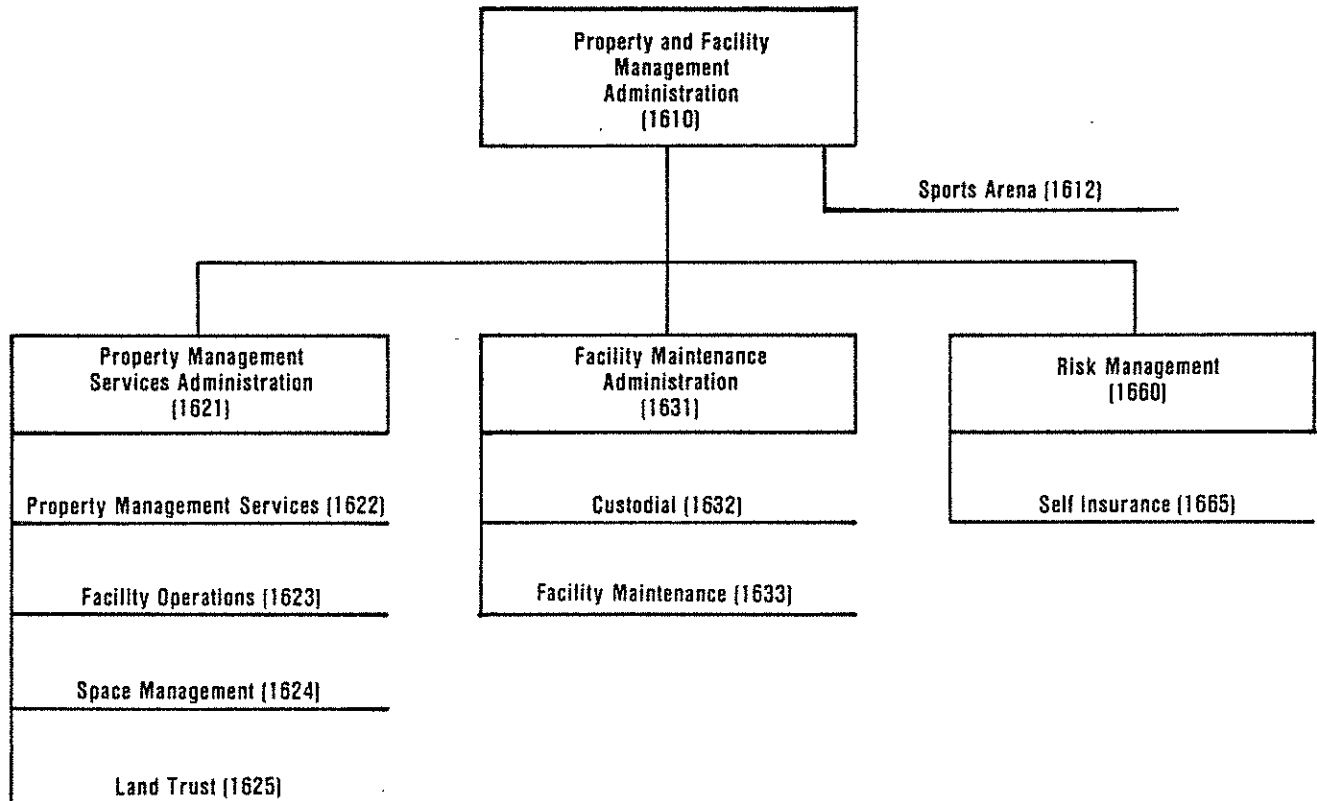 Property and Facility
Management
Administration
(1610)
Sports Arena (1612)
Property Management
Services Administration
(1621)
Facility Maintenance
Administration
(1631)
Risk Management
(1660)
Property Management Services (1622)
Custodial (1632)
Self Insurance (1665)
Facility Operations (1623)
Facility Maintenance (1633)
Space Management (1624)
Land Trust (1625)